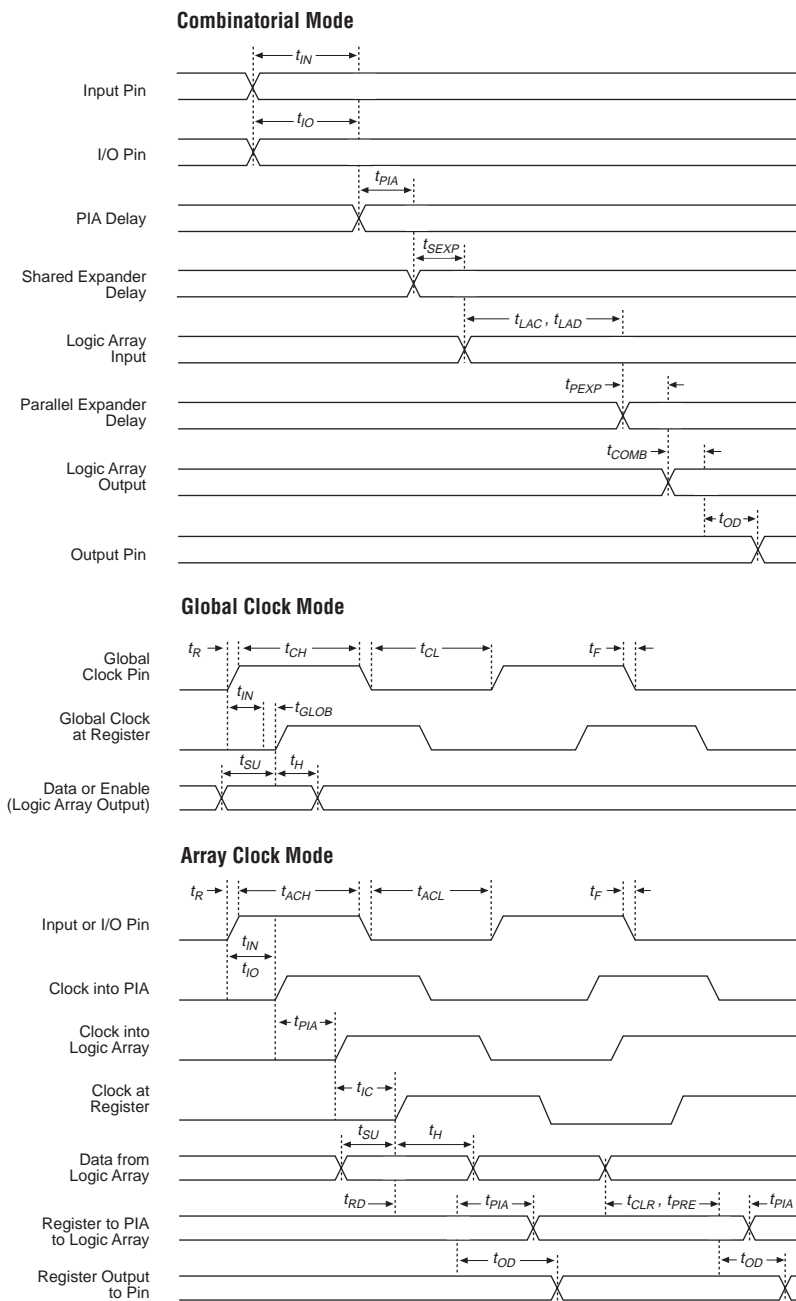 Combinatorial Mode
tIN
Input Pin
tIO
I/O Pin
tPIA
PIA Delay
tSEXP
Shared Expander
Delay
tLAC , tLAD
Logic Array
Input
tPEXP
Parallel Expander
Delay
tCOMB
Logic Array
Output
tOD
Output Pin
Global Clock Mode
tR tCH tCL tF
Global
Clock Pin
tIN
tGLOB
Global Clock
at Register
tSU tH
Data or Enable
(Logic Array Output)
Array Clock Mode
tR tACH tACL tF
Input or I/O Pin
tIN
tIO
Clock into PIA
tPIA
Clock into
Logic Array
tIC
Clock at
Register
tSU tH
Data from
Logic Array
tRD tPIA tCLR , tPRE tPIA
Register to PIA
to Logic Array
tOD tOD
Register Output
to Pin